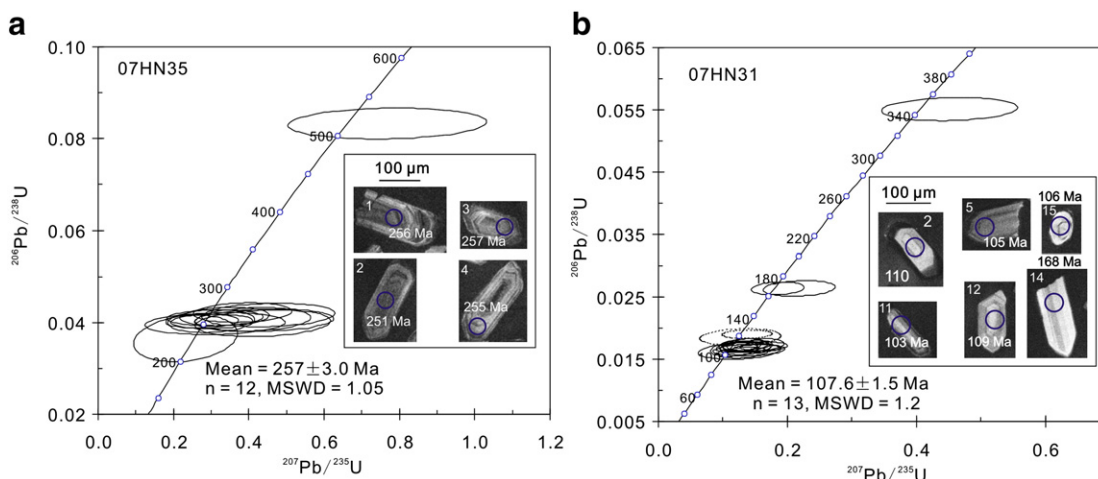 a
07HN35
0.10
0.08
0.06
0.04
0.02
²⁰⁶Pb/²³⁸U
600
500
400
300
200
100 µm
1
256 Ma
3
257 Ma
2
251 Ma
4
255 Ma
Mean = 257±3.0 Ma
n = 12, MSWD = 1.05
0.0 0.2 0.4 0.6 0.8 1.0 1.2
²⁰⁷Pb/²³⁵U
b
07HN31
0.065
0.055
0.045
0.035
0.025
0.015
0.005
²⁰⁶Pb/²³⁸U
380
340
300
260
220
180
140
100
60
100 µm
2
110
5
105 Ma
106 Ma
15
168 Ma
14
11
103 Ma
12
109 Ma
Mean = 107.6±1.5 Ma
n = 13, MSWD = 1.2
0.0 0.2 0.4 0.6
²⁰⁷Pb/²³⁵U